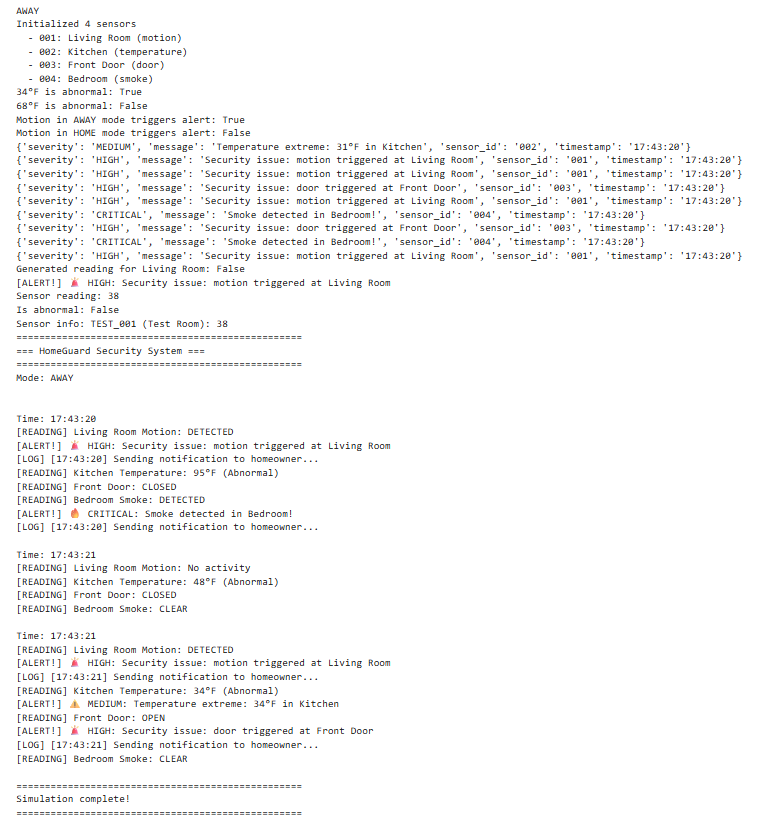 AWAY
Initialized 4 sensors
- 001: Living Room (motion)
- 002: Kitchen (temperature)
- 003: Front Door (door)
- 004: Bedroom (smoke)
34°F is abnormal: True
68°F is abnormal: False
Motion in AWAY mode triggers alert: True
Motion in HOME mode triggers alert: False
{'severity': 'MEDIUM', 'message': 'Temperature extreme: 31°F in Kitchen', 'sensor_id': '002', 'timestamp': '17:43:20'}
{'severity': 'HIGH', 'message': 'Security issue: motion triggered at Living Room', 'sensor_id': '001', 'timestamp': '17:43:20'}
{'severity': 'HIGH', 'message': 'Security issue: motion triggered at Living Room', 'sensor_id': '001', 'timestamp': '17:43:20'}
{'severity': 'HIGH', 'message': 'Security issue: door triggered at Front Door', 'sensor_id': '003', 'timestamp': '17:43:20'}
{'severity': 'HIGH', 'message': 'Security issue: motion triggered at Living Room', 'sensor_id': '001', 'timestamp': '17:43:20'}
{'severity': 'CRITICAL', 'message': 'Smoke detected in Bedroom!', 'sensor_id': '004', 'timestamp': '17:43:20'}
{'severity': 'HIGH', 'message': 'Security issue: door triggered at Front Door', 'sensor_id': '003', 'timestamp': '17:43:20'}
{'severity': 'CRITICAL', 'message': 'Smoke detected in Bedroom!', 'sensor_id': '004', 'timestamp': '17:43:20'}
{'severity': 'HIGH', 'message': 'Security issue: motion triggered at Living Room', 'sensor_id': '001', 'timestamp': '17:43:20'}
Generated reading for Living Room: False
[ALERT!] 🚨 HIGH: Security issue: motion triggered at Living Room
Sensor reading: 38
Is abnormal: False
Sensor info: TEST_001 (Test Room): 38
==================================================
=== HomeGuard Security System ===
==================================================
Mode: AWAY
Time: 17:43:20
[READING] Living Room Motion: DETECTED
[ALERT!] 🚨 HIGH: Security issue: motion triggered at Living Room
[LOG] [17:43:20] Sending notification to homeowner...
[READING] Kitchen Temperature: 95°F (Abnormal)
[READING] Front Door: CLOSED
[READING] Bedroom Smoke: DETECTED
[ALERT!] 🔥 CRITICAL: Smoke detected in Bedroom!
[LOG] [17:43:20] Sending notification to homeowner...
Time: 17:43:21
[READING] Living Room Motion: No activity
[READING] Kitchen Temperature: 48°F (Abnormal)
[READING] Front Door: CLOSED
[READING] Bedroom Smoke: CLEAR
Time: 17:43:21
[READING] Living Room Motion: DETECTED
[ALERT!] 🚨 HIGH: Security issue: motion triggered at Living Room
[LOG] [17:43:21] Sending notification to homeowner...
[READING] Kitchen Temperature: 34°F (Abnormal)
[ALERT!] ⚠️ MEDIUM: Temperature extreme: 34°F in Kitchen
[READING] Front Door: OPEN
[ALERT!] 🚨 HIGH: Security issue: door triggered at Front Door
[LOG] [17:43:21] Sending notification to homeowner...
[READING] Bedroom Smoke: CLEAR
==================================================
Simulation complete!
==================================================